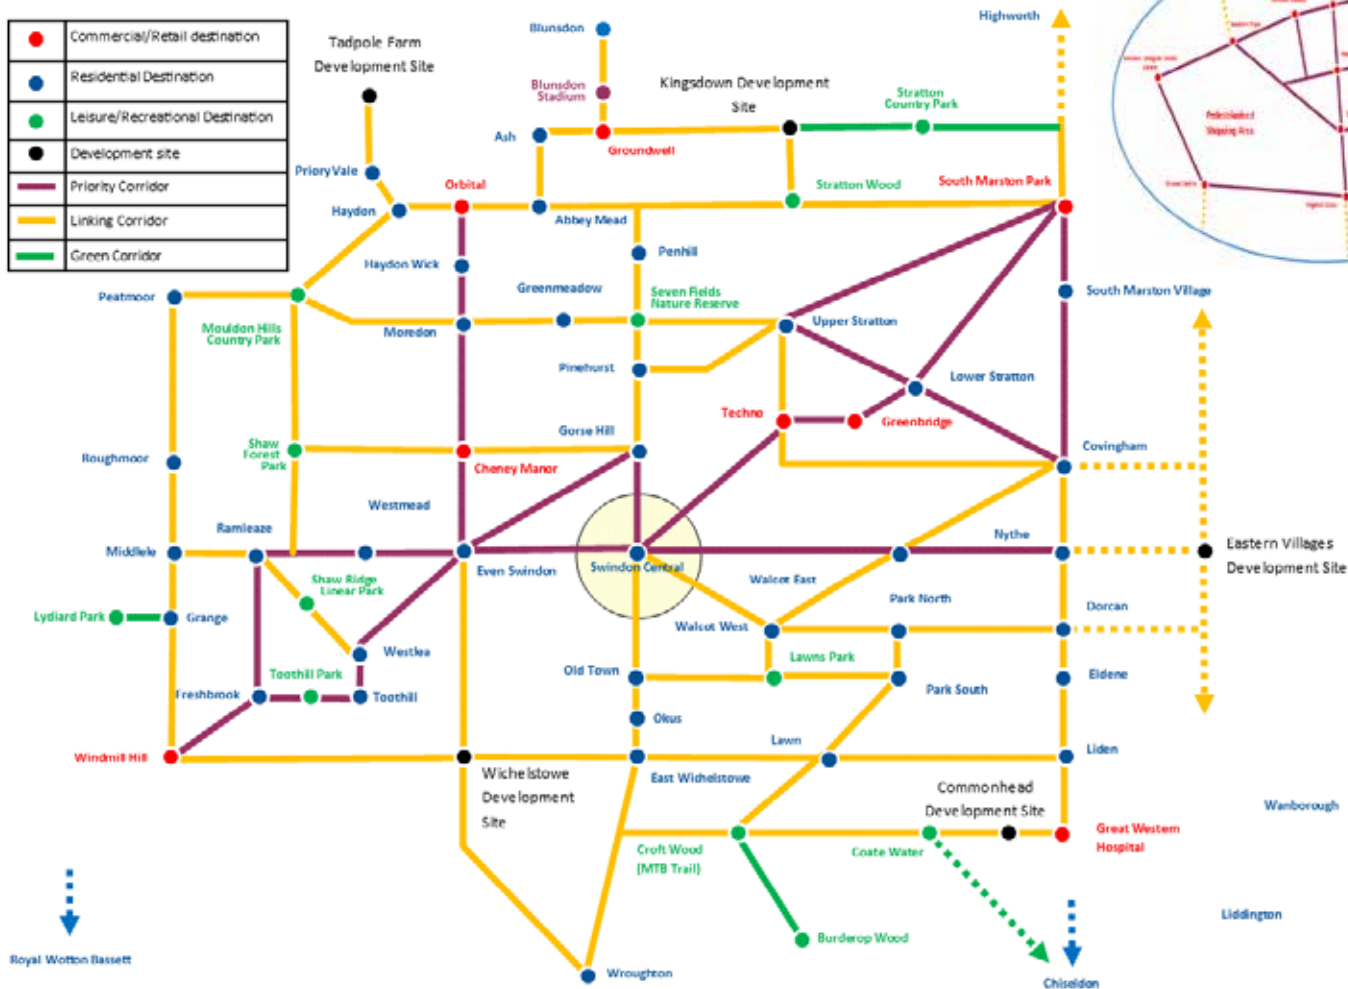 Commercial/Retail destination
Residential Destination
Leisure/Recreational Destination
Development site
Priority Corridor
Linking Corridor
Green Corridor
Tadpole Farm
Development Site
Blunsdon
Blunsdon
Stadium
Kingsdown Development
Site
Stratton
Country Park
Highworth
Ash
Groundwell
Priory Vale
Orbital
Stratton Wood
South Marston Park
Haydon
Abbey Mead
Haydon Wick
Penhill
Peatmoor
Greenmeadow
Seven Fields
Nature Reserve
South Marston Village
Mouldon Hills
Country Park
Moredon
Upper Stratton
Pinehurst
Lower Stratton
Techno
Greenbridge
Gorse Hill
Shaw
Forest
Park
Cheney Manor
Covingham
Roughmoor
Westmead
Ramleaze
Nythe
Middlele
Even Swindon
Swindon Central
Walcot East
Eastern Villages
Development Site
Shaw Ridge
Linear Park
Park North
Dorcan
Lydiard Park
Grange
Walcot West
Westlea
Lawns Park
Toothill Park
Old Town
Eldene
Freshbrook
Toothill
Park South
Okus
Lawn
Liden
Windmill Hill
Wichelstowe
Development
Site
East Wichelstowe
Commonhead
Development Site
Wanborough
Great Western
Hospital
Croft Wood
(MTB Trail)
Coate Water
Liddington
Burderop Wood
Royal Wotton Bassett
Wroughton
Chiseldon
Pedestrianised
Shopping Area